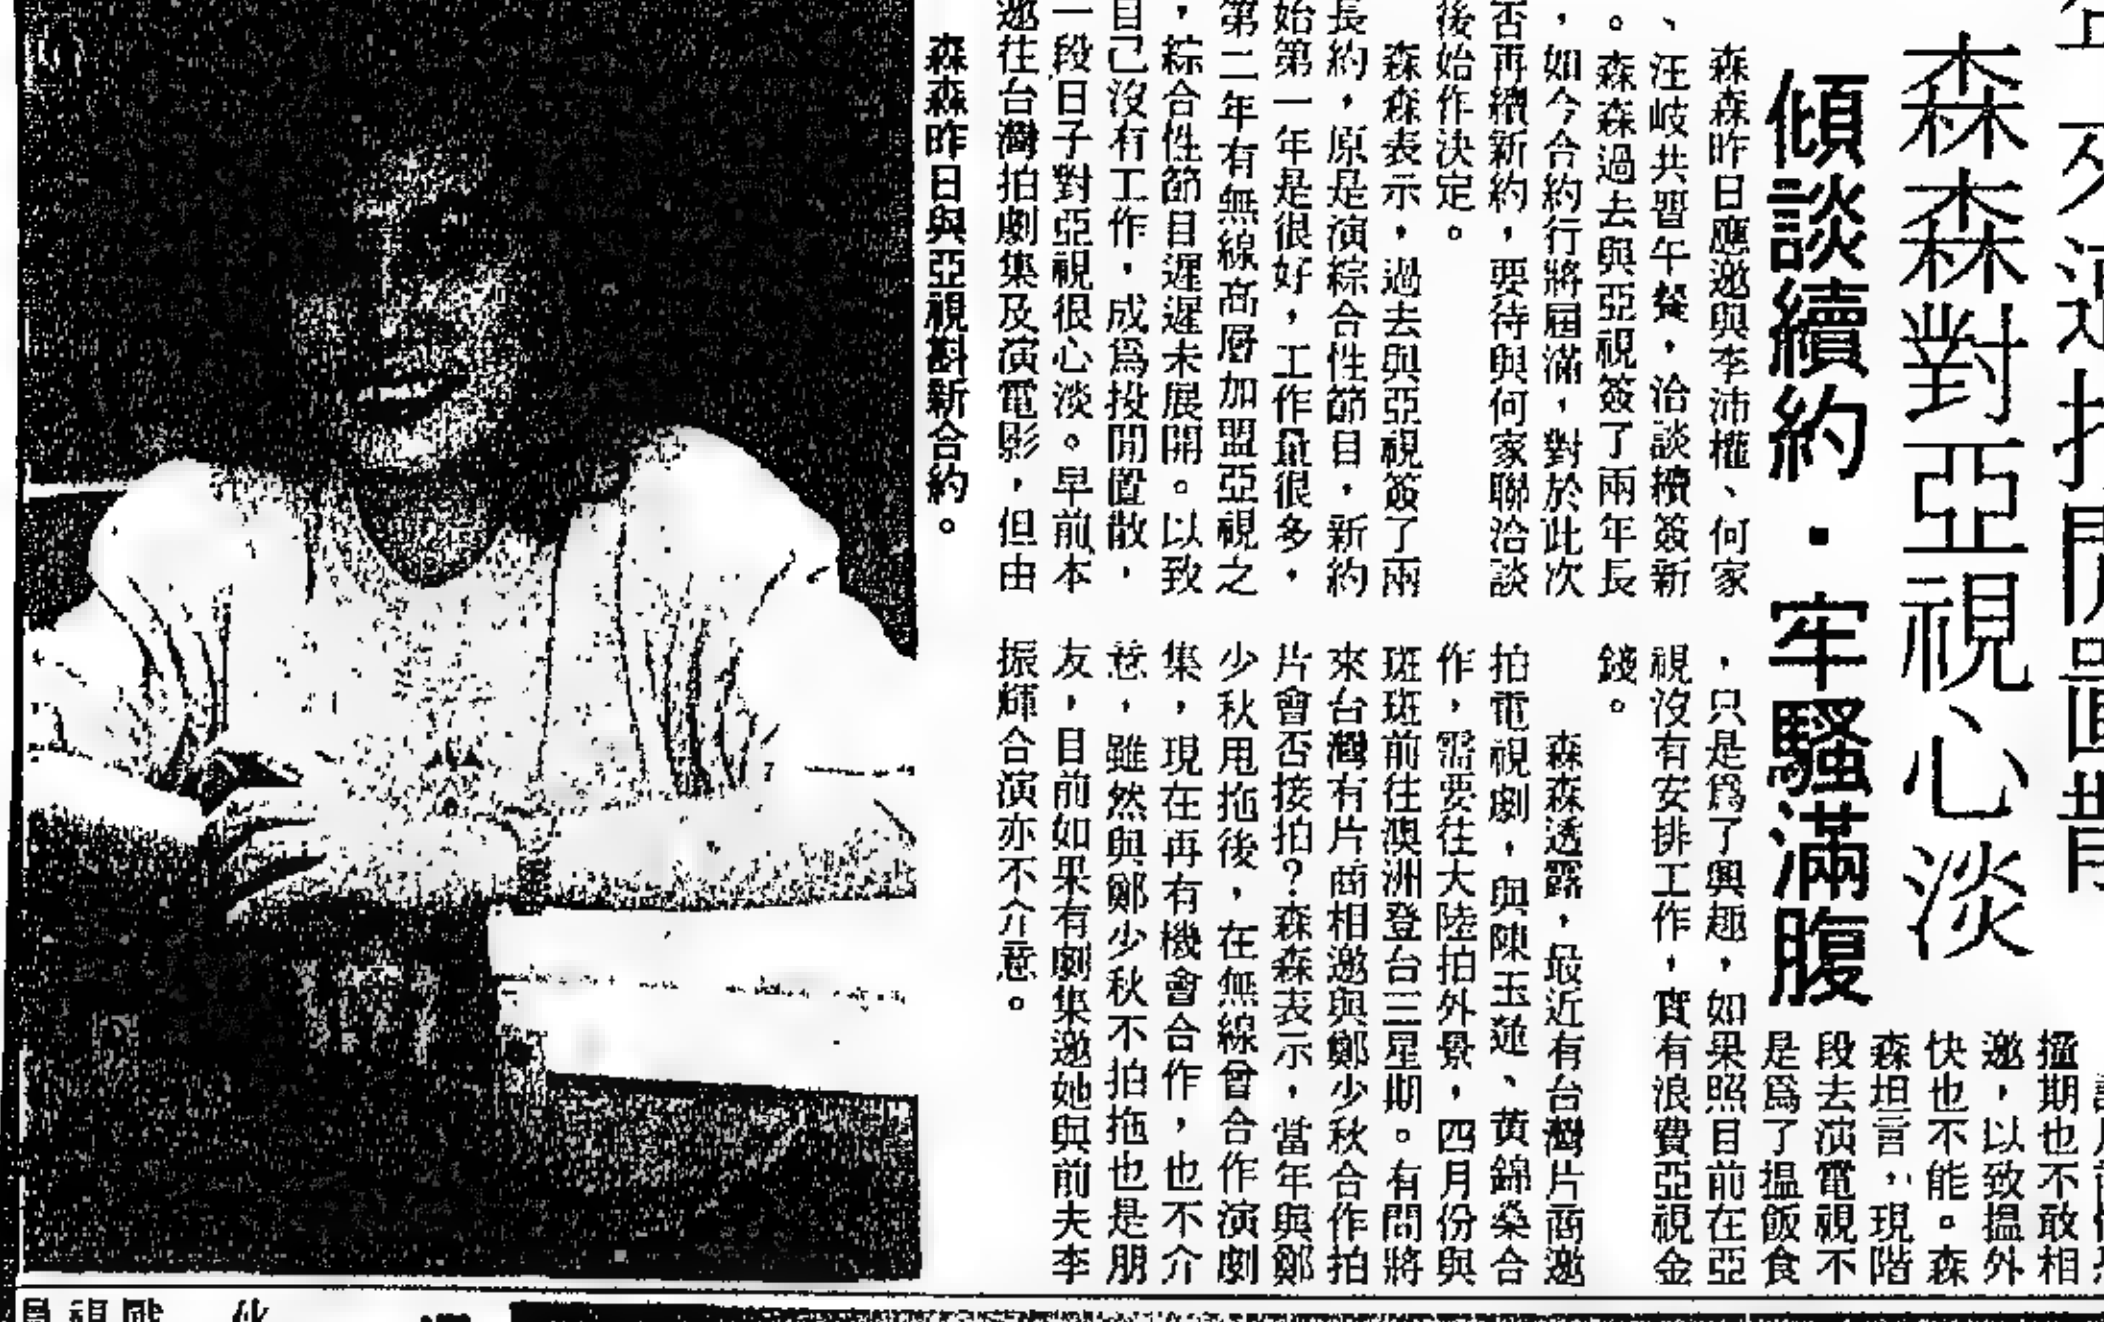 森森對亞視心淡
傾談續約．牢騷滿腹
森森昨日應邀與李沛權、何家
、汪岐共晉午餐，洽談續簽新
。森森過去與亞視簽了兩年長
，如今合約行將屆滿，對於此次
否再續新約，要待與何家聯洽談
後始作決定。
森森表示，過去與亞視簽了兩
長約，原是演綜合性節目，新約
始第一年是很好，工作量很多，
第二年有無線高層加盟亞視之
，綜合性節目遲遲未展開。以致
自己沒有工作，成為投閒置散，
一段日子對亞視很心淡。早前本
邀往台灣拍劇集及演電影，但由
搵期也不敢相
邀，以致搵外
快也不能。森
森坦言，現階
段去演電視不
是為了搵飯食
，只是為了興趣，如果照目前在亞
視沒有安排工作，實有浪費亞視金
錢。
森森透露，最近有台灣片商邀
拍電視劇，與陳玉蓮、黃錦燊合
作，需要往大陸拍外景，四月份與
斑斑前往澳洲登台三星期。有問將
來台灣有片商相邀與鄭少秋合作拍
片會否接拍？森森表示，當年與鄭
少秋甩拖後，在無線曾合作演劇
集，現在再有機會合作，也不介
意，雖然與鄭少秋不拍拖也是朋
友，目前如果有劇集邀她與前夫李
振輝合演亦不介意。
森森昨日與亞視斟新合約。